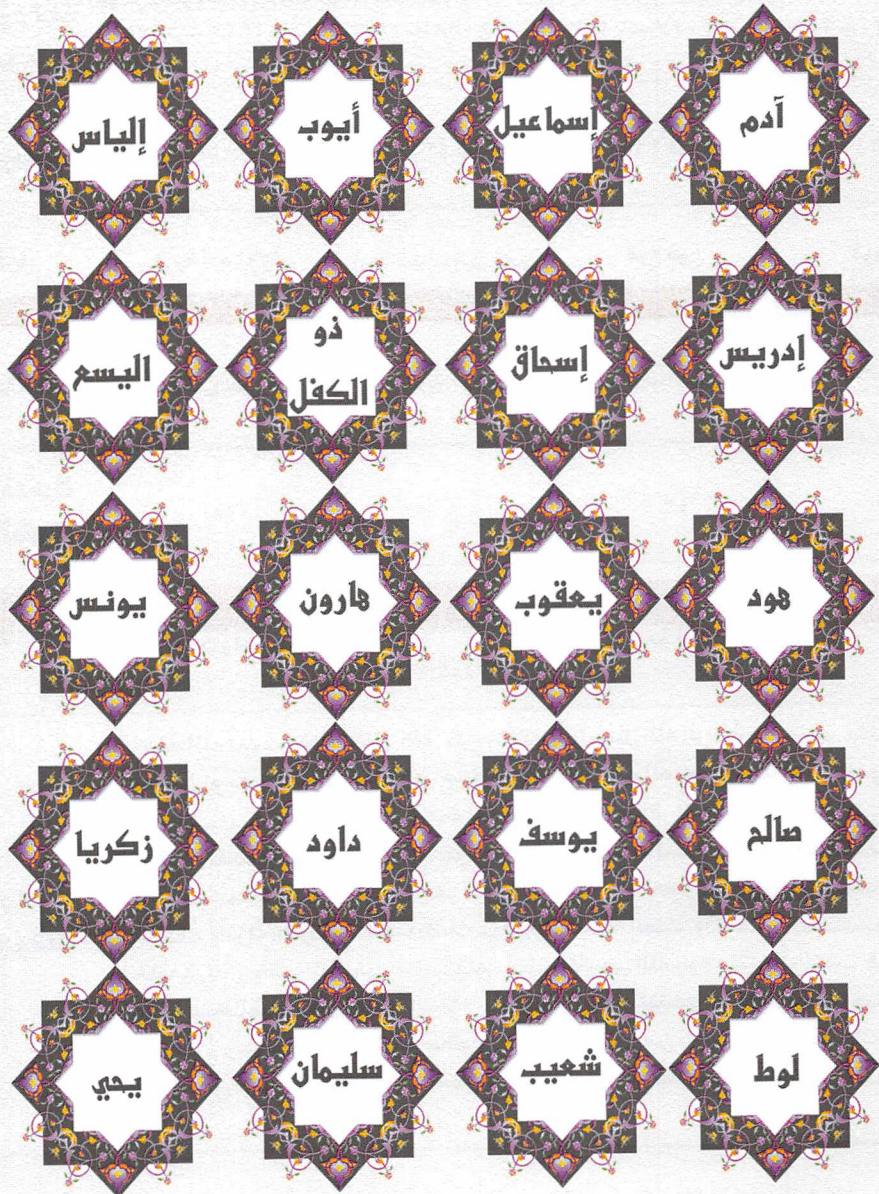 آدم
إسماعيل
أيوب
إلياس
إدريس
إسحاق
ذو
الكفل
اليسع
هود
يعقوب
هارون
يونس
صالح
يوسف
داود
زكريا
لوط
شعيب
سليمان
يحي